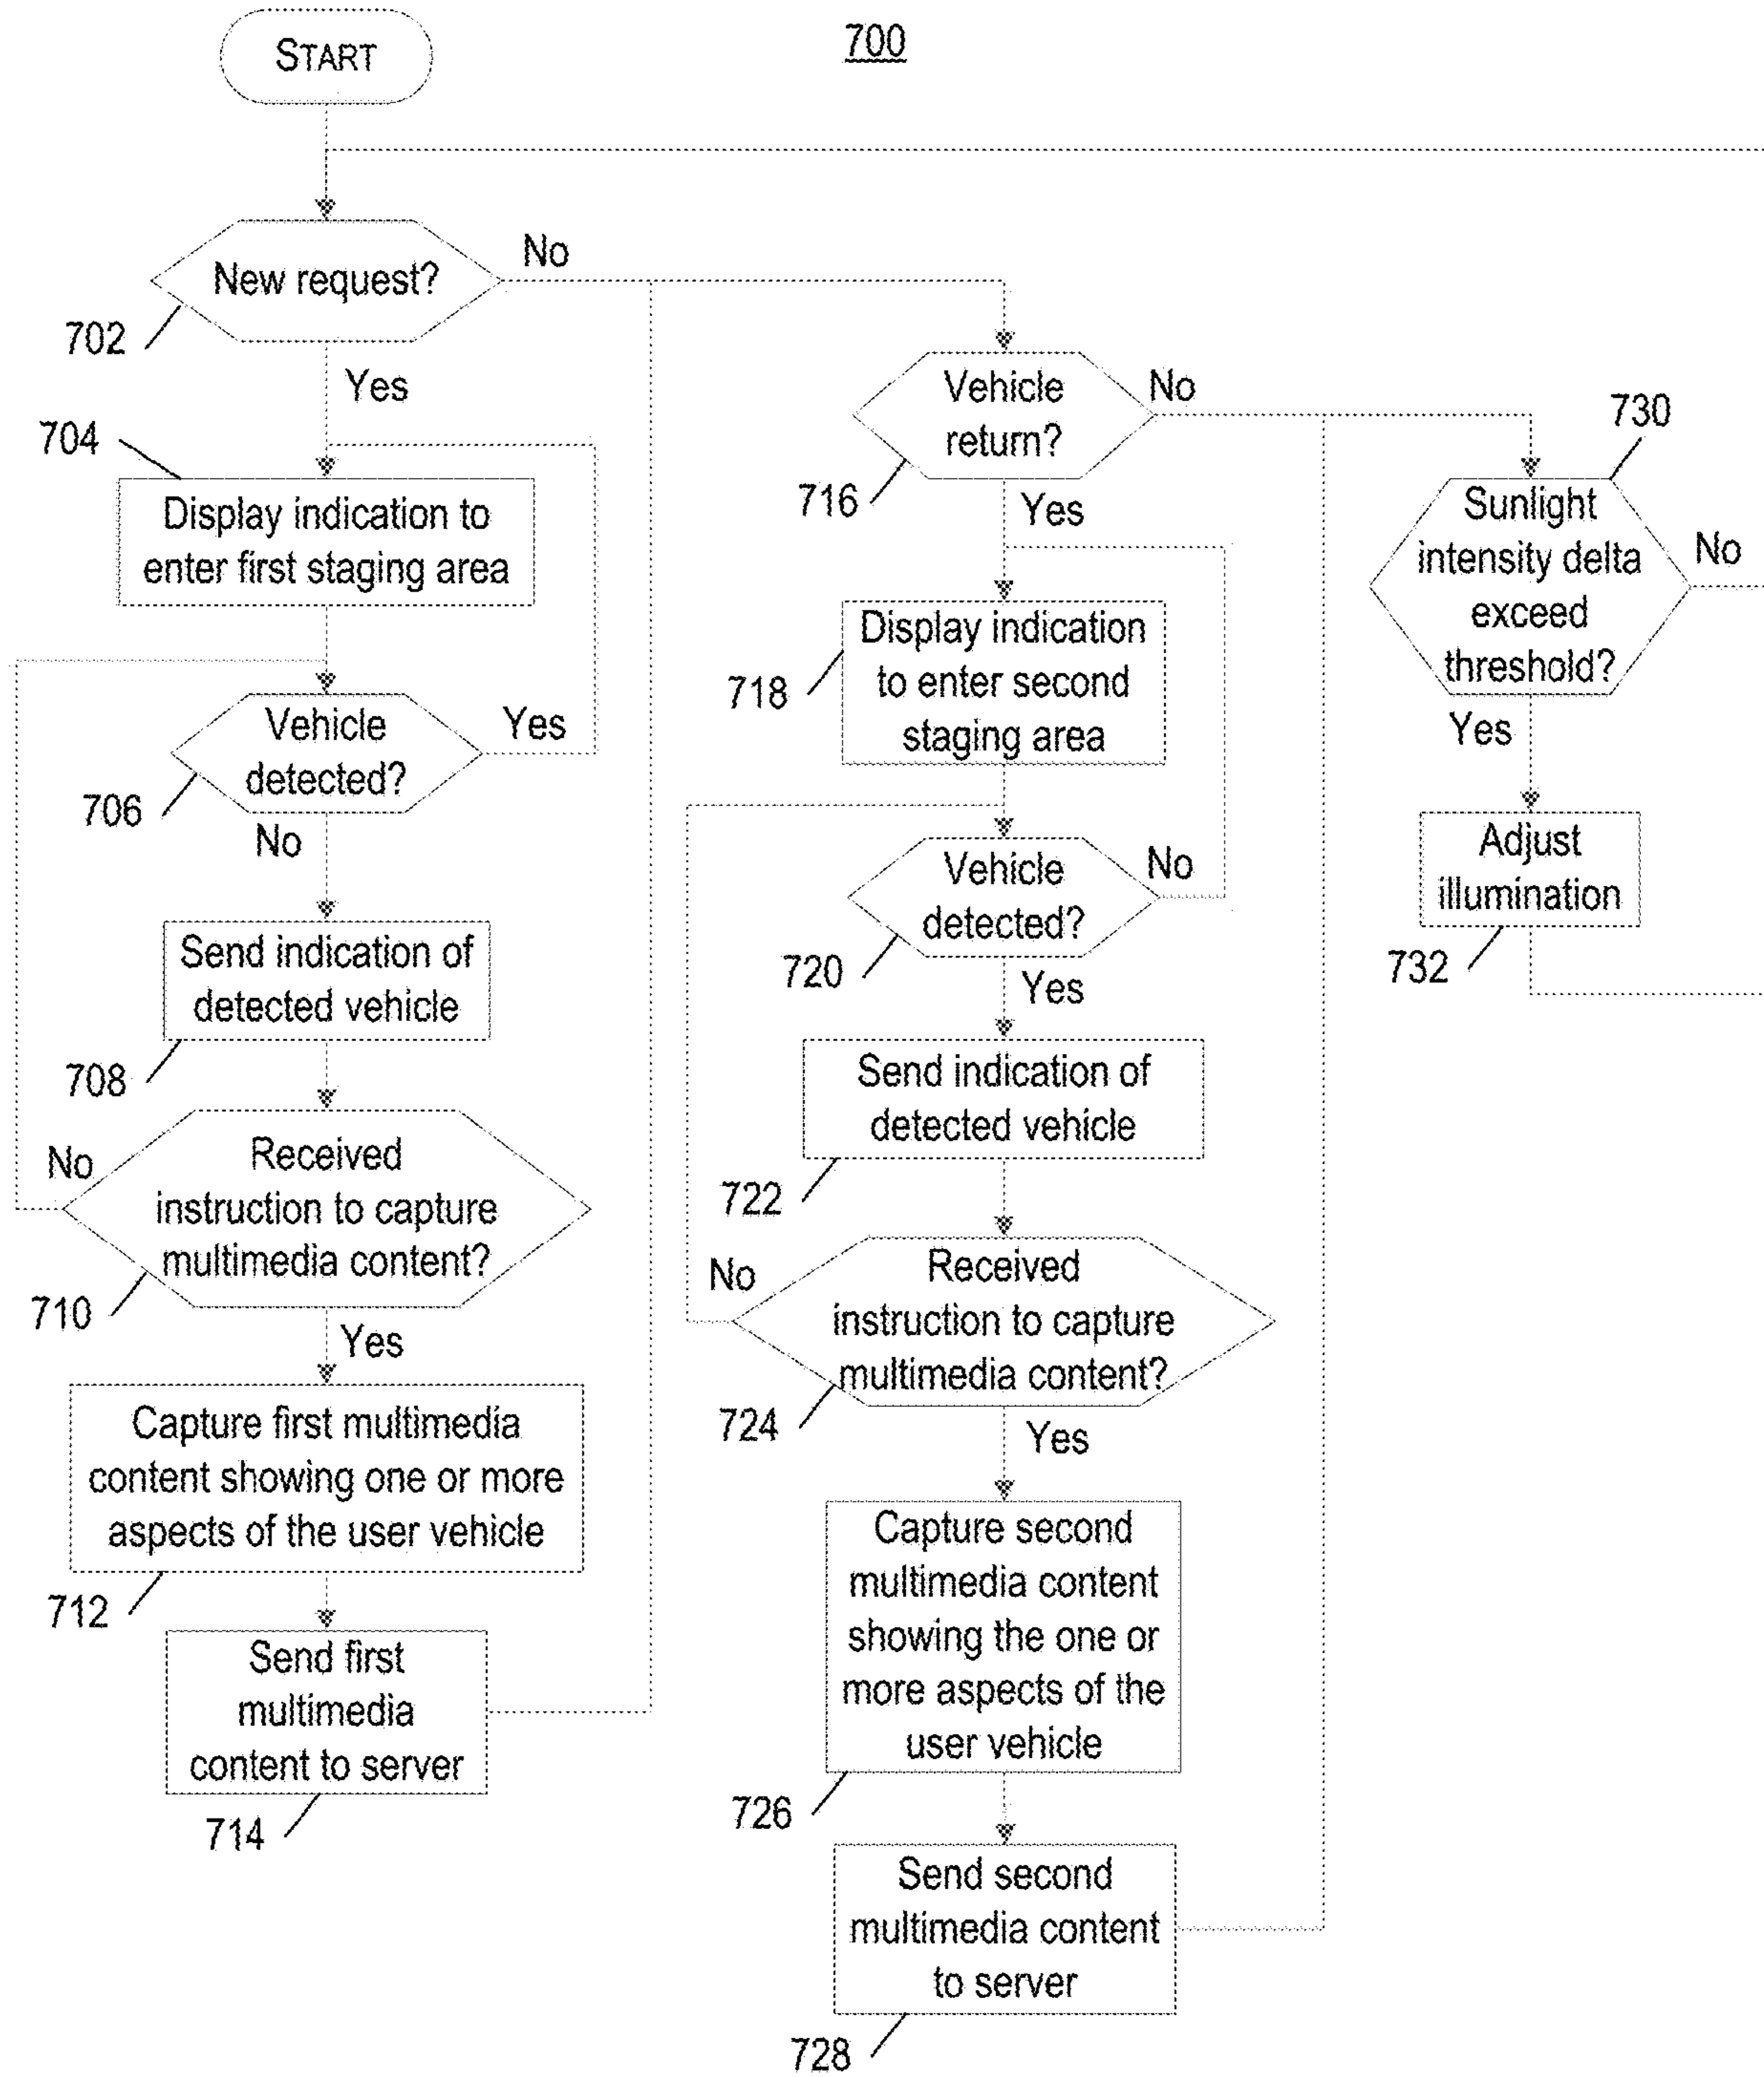 700
START
New request?
No
702
Yes
704
Display indication to
enter first staging area
Vehicle
detected?
Yes
706
No
Send indication of
detected vehicle
708
Received
instruction to capture
multimedia content?
No
710
Yes
Capture first multimedia
content showing one or more
aspects of the user vehicle
712
Send first
multimedia
content to server
714
Vehicle
return?
No
716
Yes
Display indication
to enter second
staging area
718
Vehicle
detected?
No
720
Yes
Send indication of
detected vehicle
722
Received
instruction to capture
multimedia content?
No
724
Yes
Capture second
multimedia content
showing the one or
more aspects of the
user vehicle
726
Send second
multimedia content
to server
728
730
Sunlight
intensity delta
exceed
threshold?
No
Yes
Adjust
illumination
732